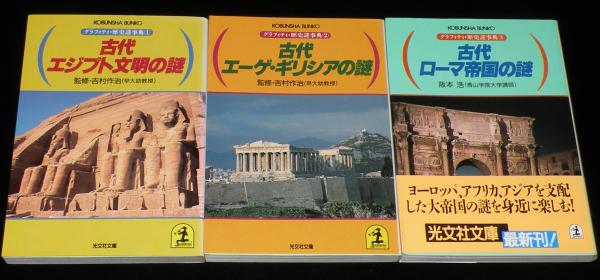 KOBUNSHA BUNKO
グラフィティ・歴史謎事典1
古代
エジプト文明の謎
監修・吉村作治(早大助教授)
光文社文庫
KOBUNSHA BUNKO
グラフィティ・歴史謎事典2
古代
エーゲ・ギリシアの謎
監修・吉村作治(早大助教授)
光文社文庫
KOBUNSHA BUNKO
グラフィティ・歴史謎事典3
古代
ローマ帝国の謎
阪本 浩(青山学院大学講師)
ヨーロッパ、アフリカ、アジアを支配
した大帝国の謎を身近に楽しむ!
光文社文庫 最新刊!